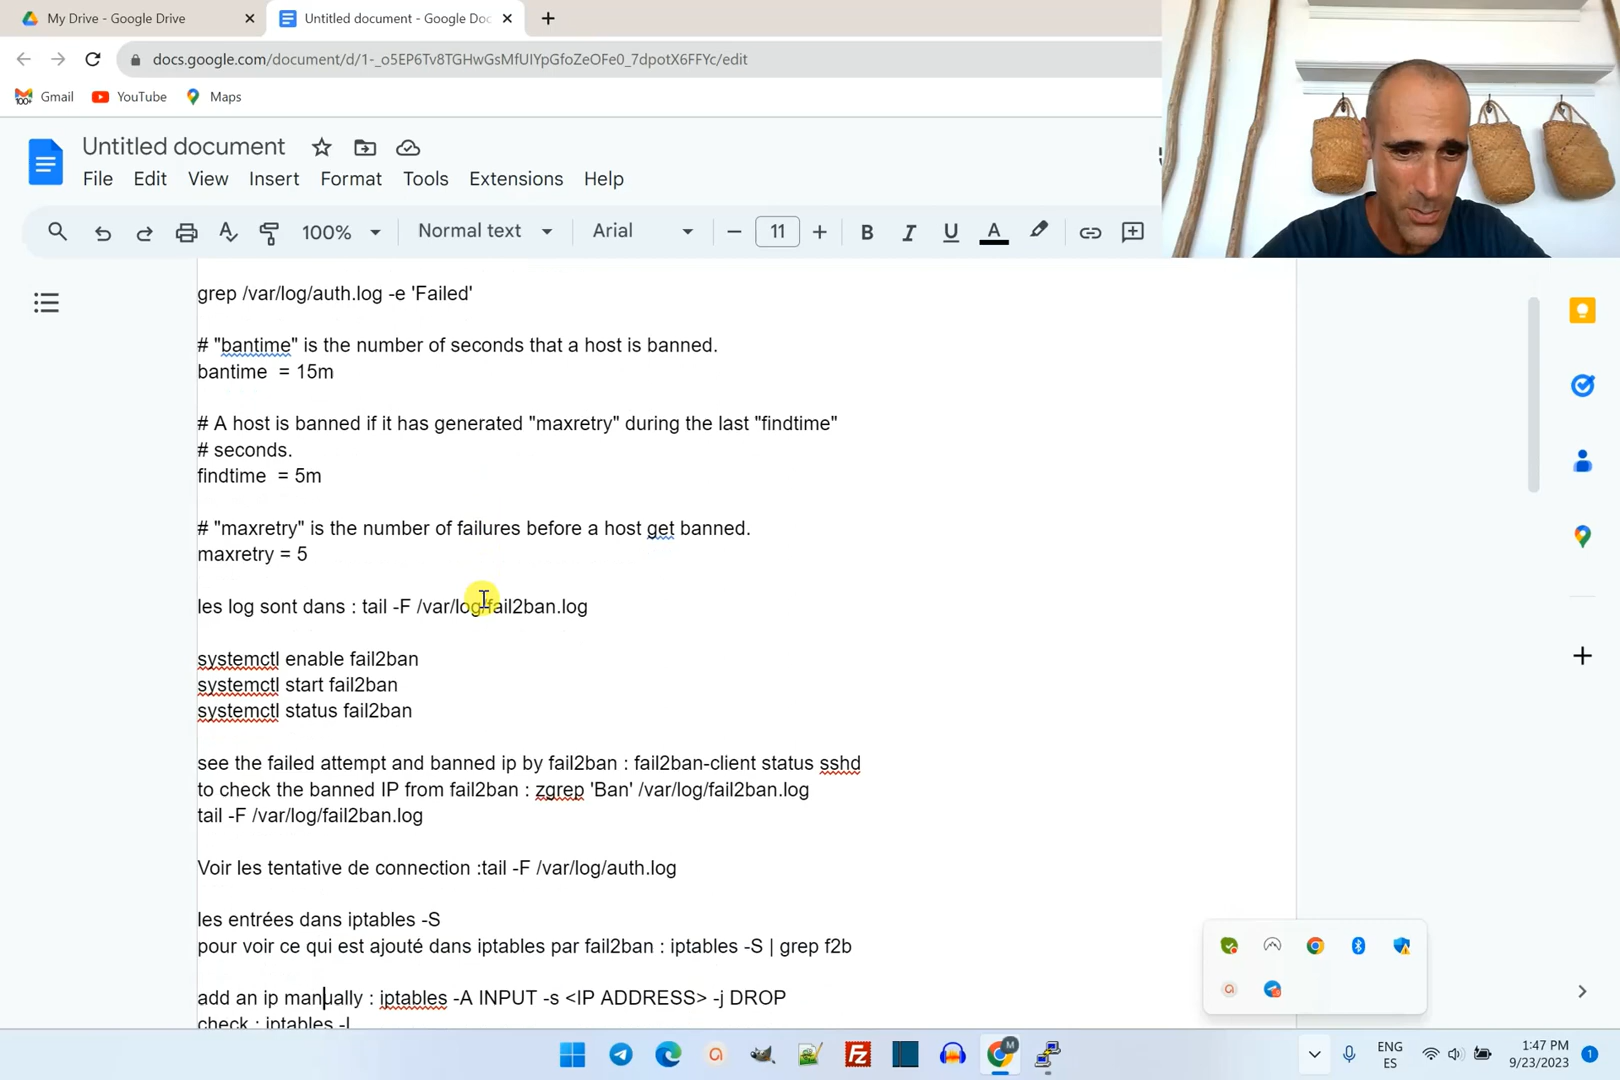 My Drive - Google Drive
Untitled document - Google Doc
docs.google.com/document/d/1-_o5EP6Tv8TGHwGsMfUIYpGfoZeOFe0_7dpotX6FFYc/edit
100+
Gmail
YouTube
Maps
Untitled document
File Edit View Insert Format Tools Extensions Help
100% Normal text Arial 11 B I U A
grep /var/log/auth.log -e 'Failed'
# "bantime" is the number of seconds that a host is banned.
bantime = 15m
# A host is banned if it has generated "maxretry" during the last "findtime"
# seconds.
findtime = 5m
# "maxretry" is the number of failures before a host get banned.
maxretry = 5
les log sont dans : tail -F /var/log/fail2ban.log
systemctl enable fail2ban
systemctl start fail2ban
systemctl status fail2ban
see the failed attempt and banned ip by fail2ban : fail2ban-client status sshd
to check the banned IP from fail2ban : zgrep 'Ban' /var/log/fail2ban.log
tail -F /var/log/fail2ban.log
Voir les tentative de connection :tail -F /var/log/auth.log
les entrées dans iptables -S
pour voir ce qui est ajouté dans iptables par fail2ban : iptables -S | grep f2b
add an ip manually : iptables -A INPUT -s <IP ADDRESS> -j DROP
check : iptables -L
M
ENG
ES
1:47 PM
9/23/2023
1